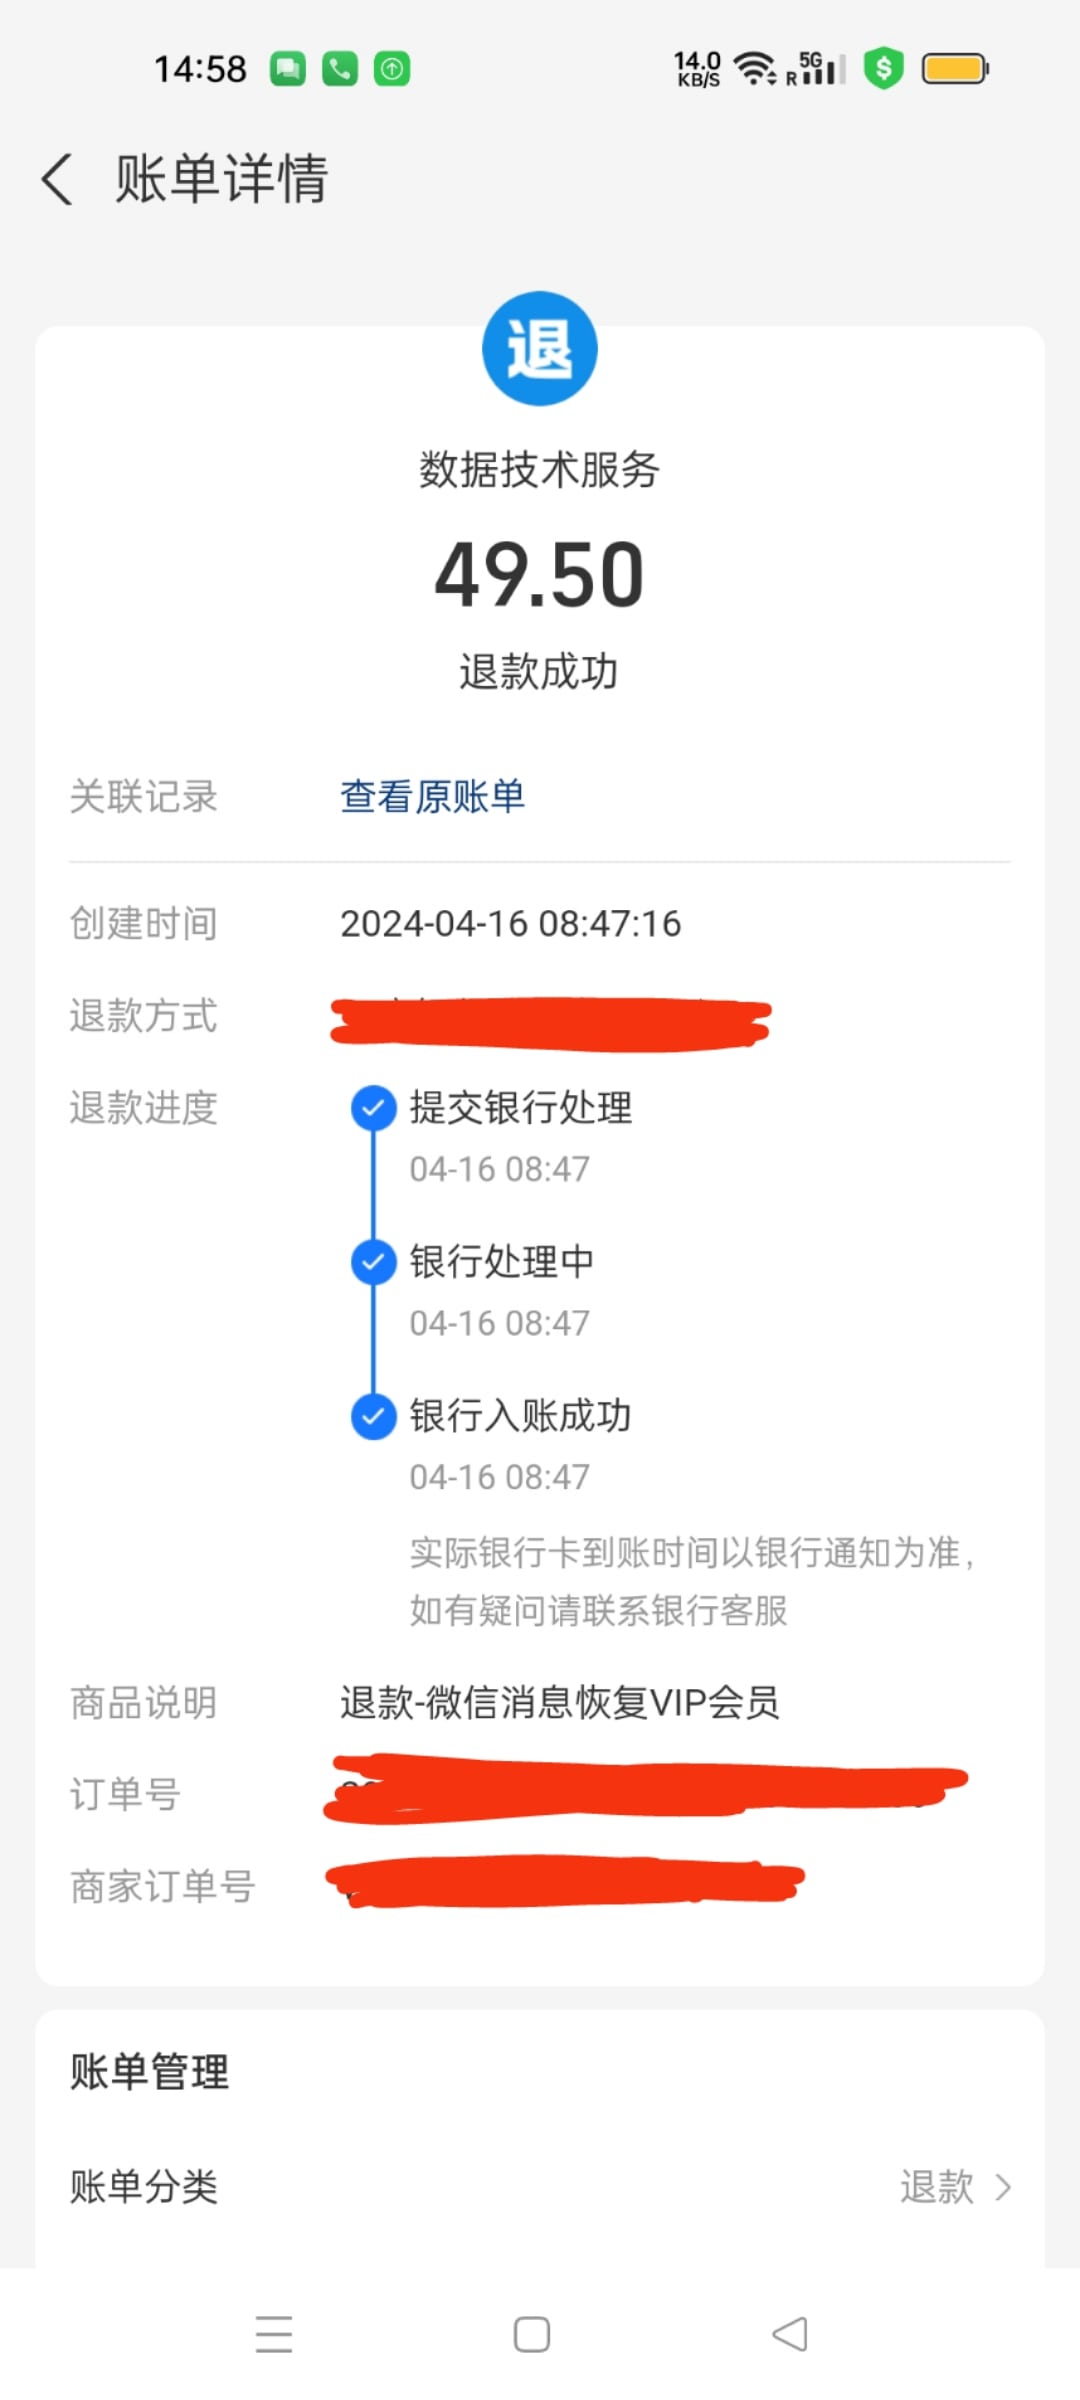 14:58
14.0 KB/S
R 5G
$
账单详情
退
数据技术服务
49.50
退款成功
关联记录 查看原账单
创建时间 2024-04-16 08:47:16
退款方式
退款进度 提交银行处理
04-16 08:47
银行处理中
04-16 08:47
银行入账成功
04-16 08:47
实际银行卡到账时间以银行通知为准，
如有疑问请联系银行客服
商品说明 退款-微信消息恢复VIP会员
订单号
商家订单号
账单管理
账单分类 退款